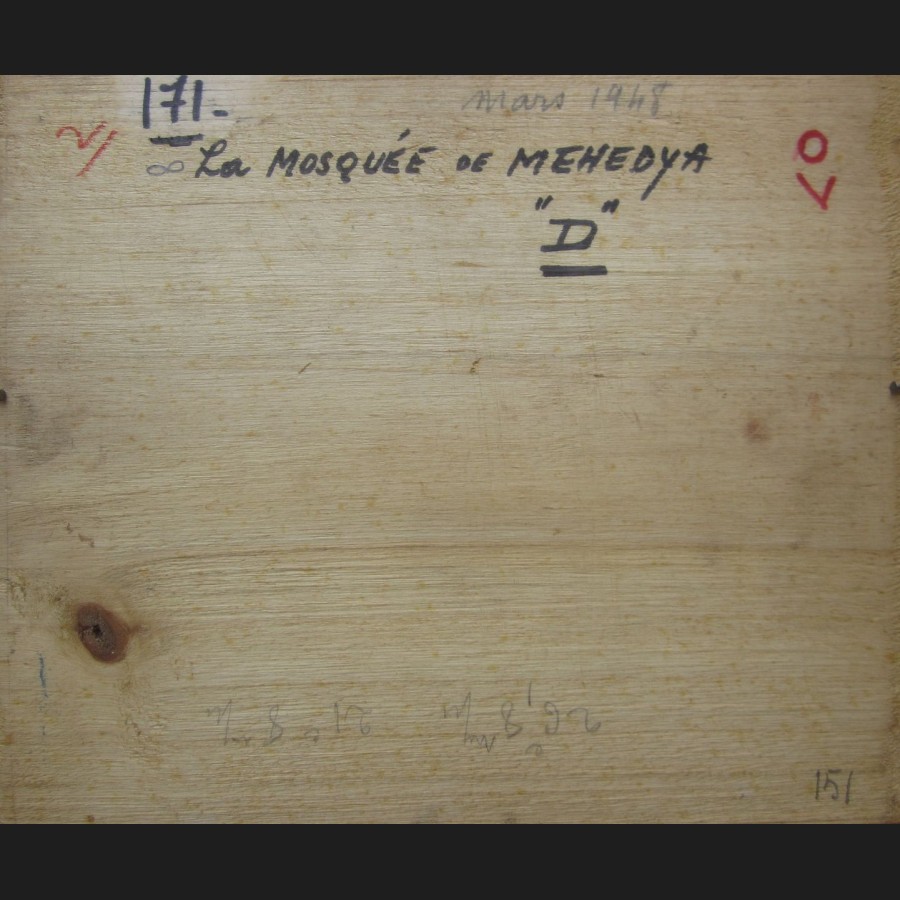 171.-
mars 1948
La MOSQUÉE DE MEHEDYA
"D"
151